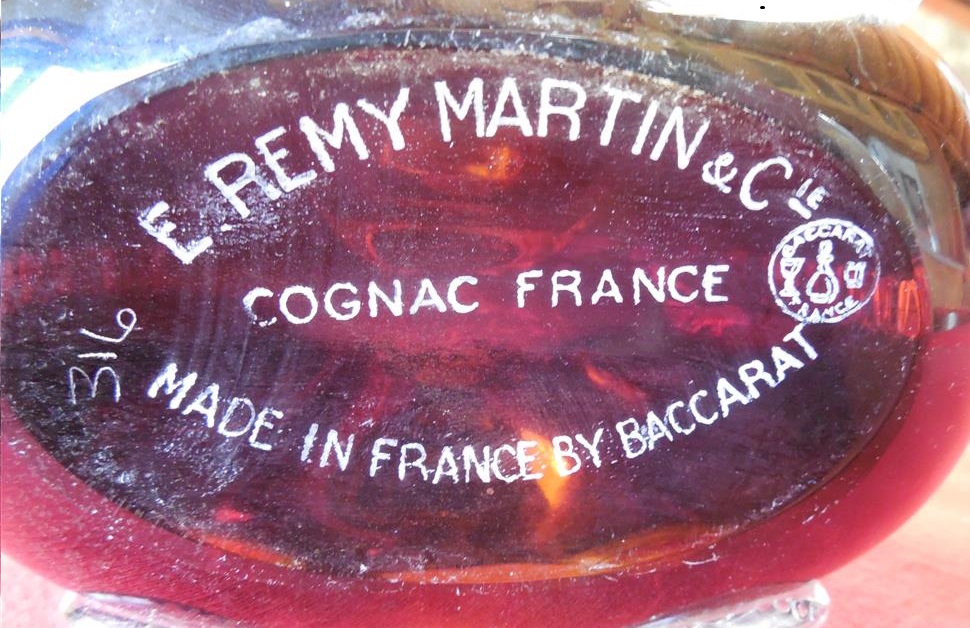 E. REMY MARTIN & CIE
COGNAC FRANCE
BACCARAT
FRANCE
MADE IN FRANCE BY BACCARAT
316